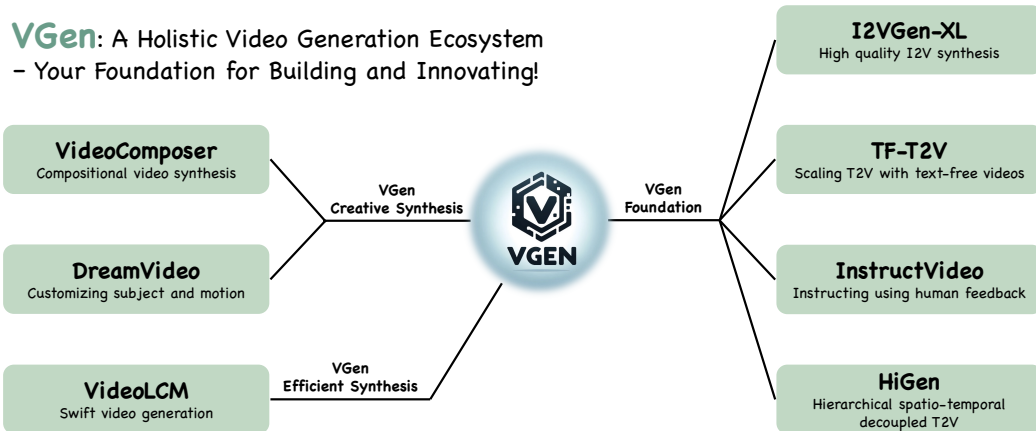 VGen: A Holistic Video Generation Ecosystem
- Your Foundation for Building and Innovating!
VideoComposer
Compositional video synthesis
DreamVideo
Customizing subject and motion
VideoLCM
Swift video generation
VGen
Creative Synthesis
VGen
Efficient Synthesis
V
VGEN
VGen
Foundation
I2VGen-XL
High quality I2V synthesis
TF-T2V
Scaling T2V with text-free videos
InstructVideo
Instructing using human feedback
HiGen
Hierarchical spatio-temporal
decoupled T2V